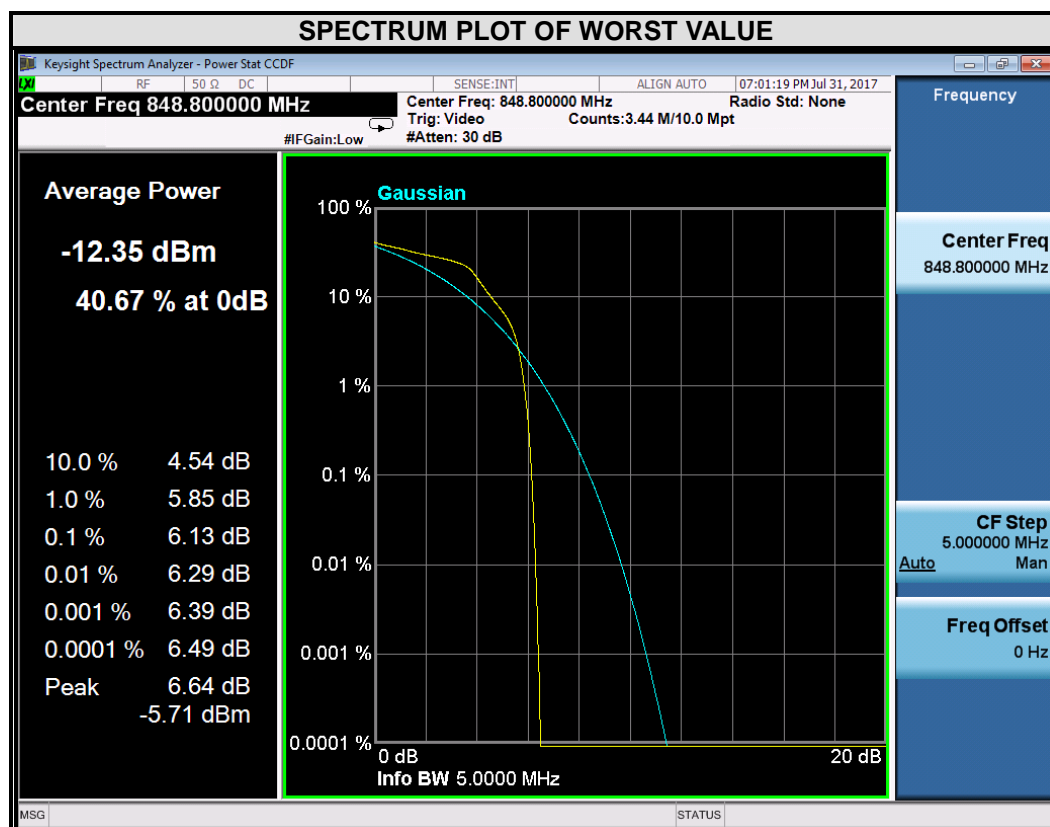 SPECTRUM PLOT OF WORST VALUE
Keysight Spectrum Analyzer - Power Stat CCDF
LXI RF 50 Ω DC SENSE:INT ALIGN AUTO 07:01:19 PM Jul 31, 2017
Center Freq 848.800000 MHz
#IFGain:Low
Center Freq: 848.800000 MHz Radio Std: None
Trig: Video Counts:3.44 M/10.0 Mpt
#Atten: 30 dB
Average Power
-12.35 dBm
40.67 % at 0dB
10.0 % 4.54 dB
1.0 % 5.85 dB
0.1 % 6.13 dB
0.01 % 6.29 dB
0.001 % 6.39 dB
0.0001 % 6.49 dB
Peak 6.64 dB
-5.71 dBm
Gaussian
100 %
10 %
1 %
0.1 %
0.01 %
0.001 %
0.0001 %
0 dB 20 dB
Info BW 5.0000 MHz
Frequency
Center Freq
848.800000 MHz
CF Step
5.000000 MHz
Auto Man
Freq Offset
0 Hz
MSG STATUS